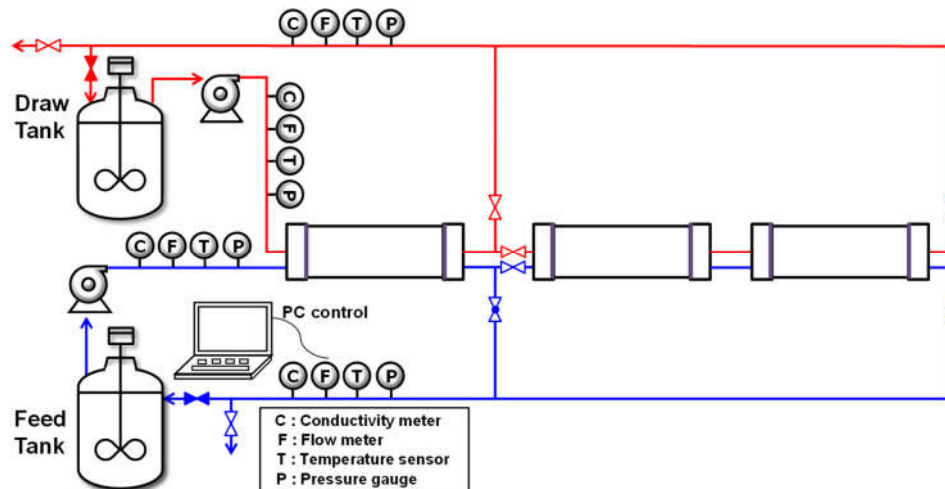 C F T P
Draw
Tank
C
F
T
P
C F T P
PC control
C F T P
Feed
Tank
C : Conductivity meter
F : Flow meter
T : Temperature sensor
P : Pressure gauge